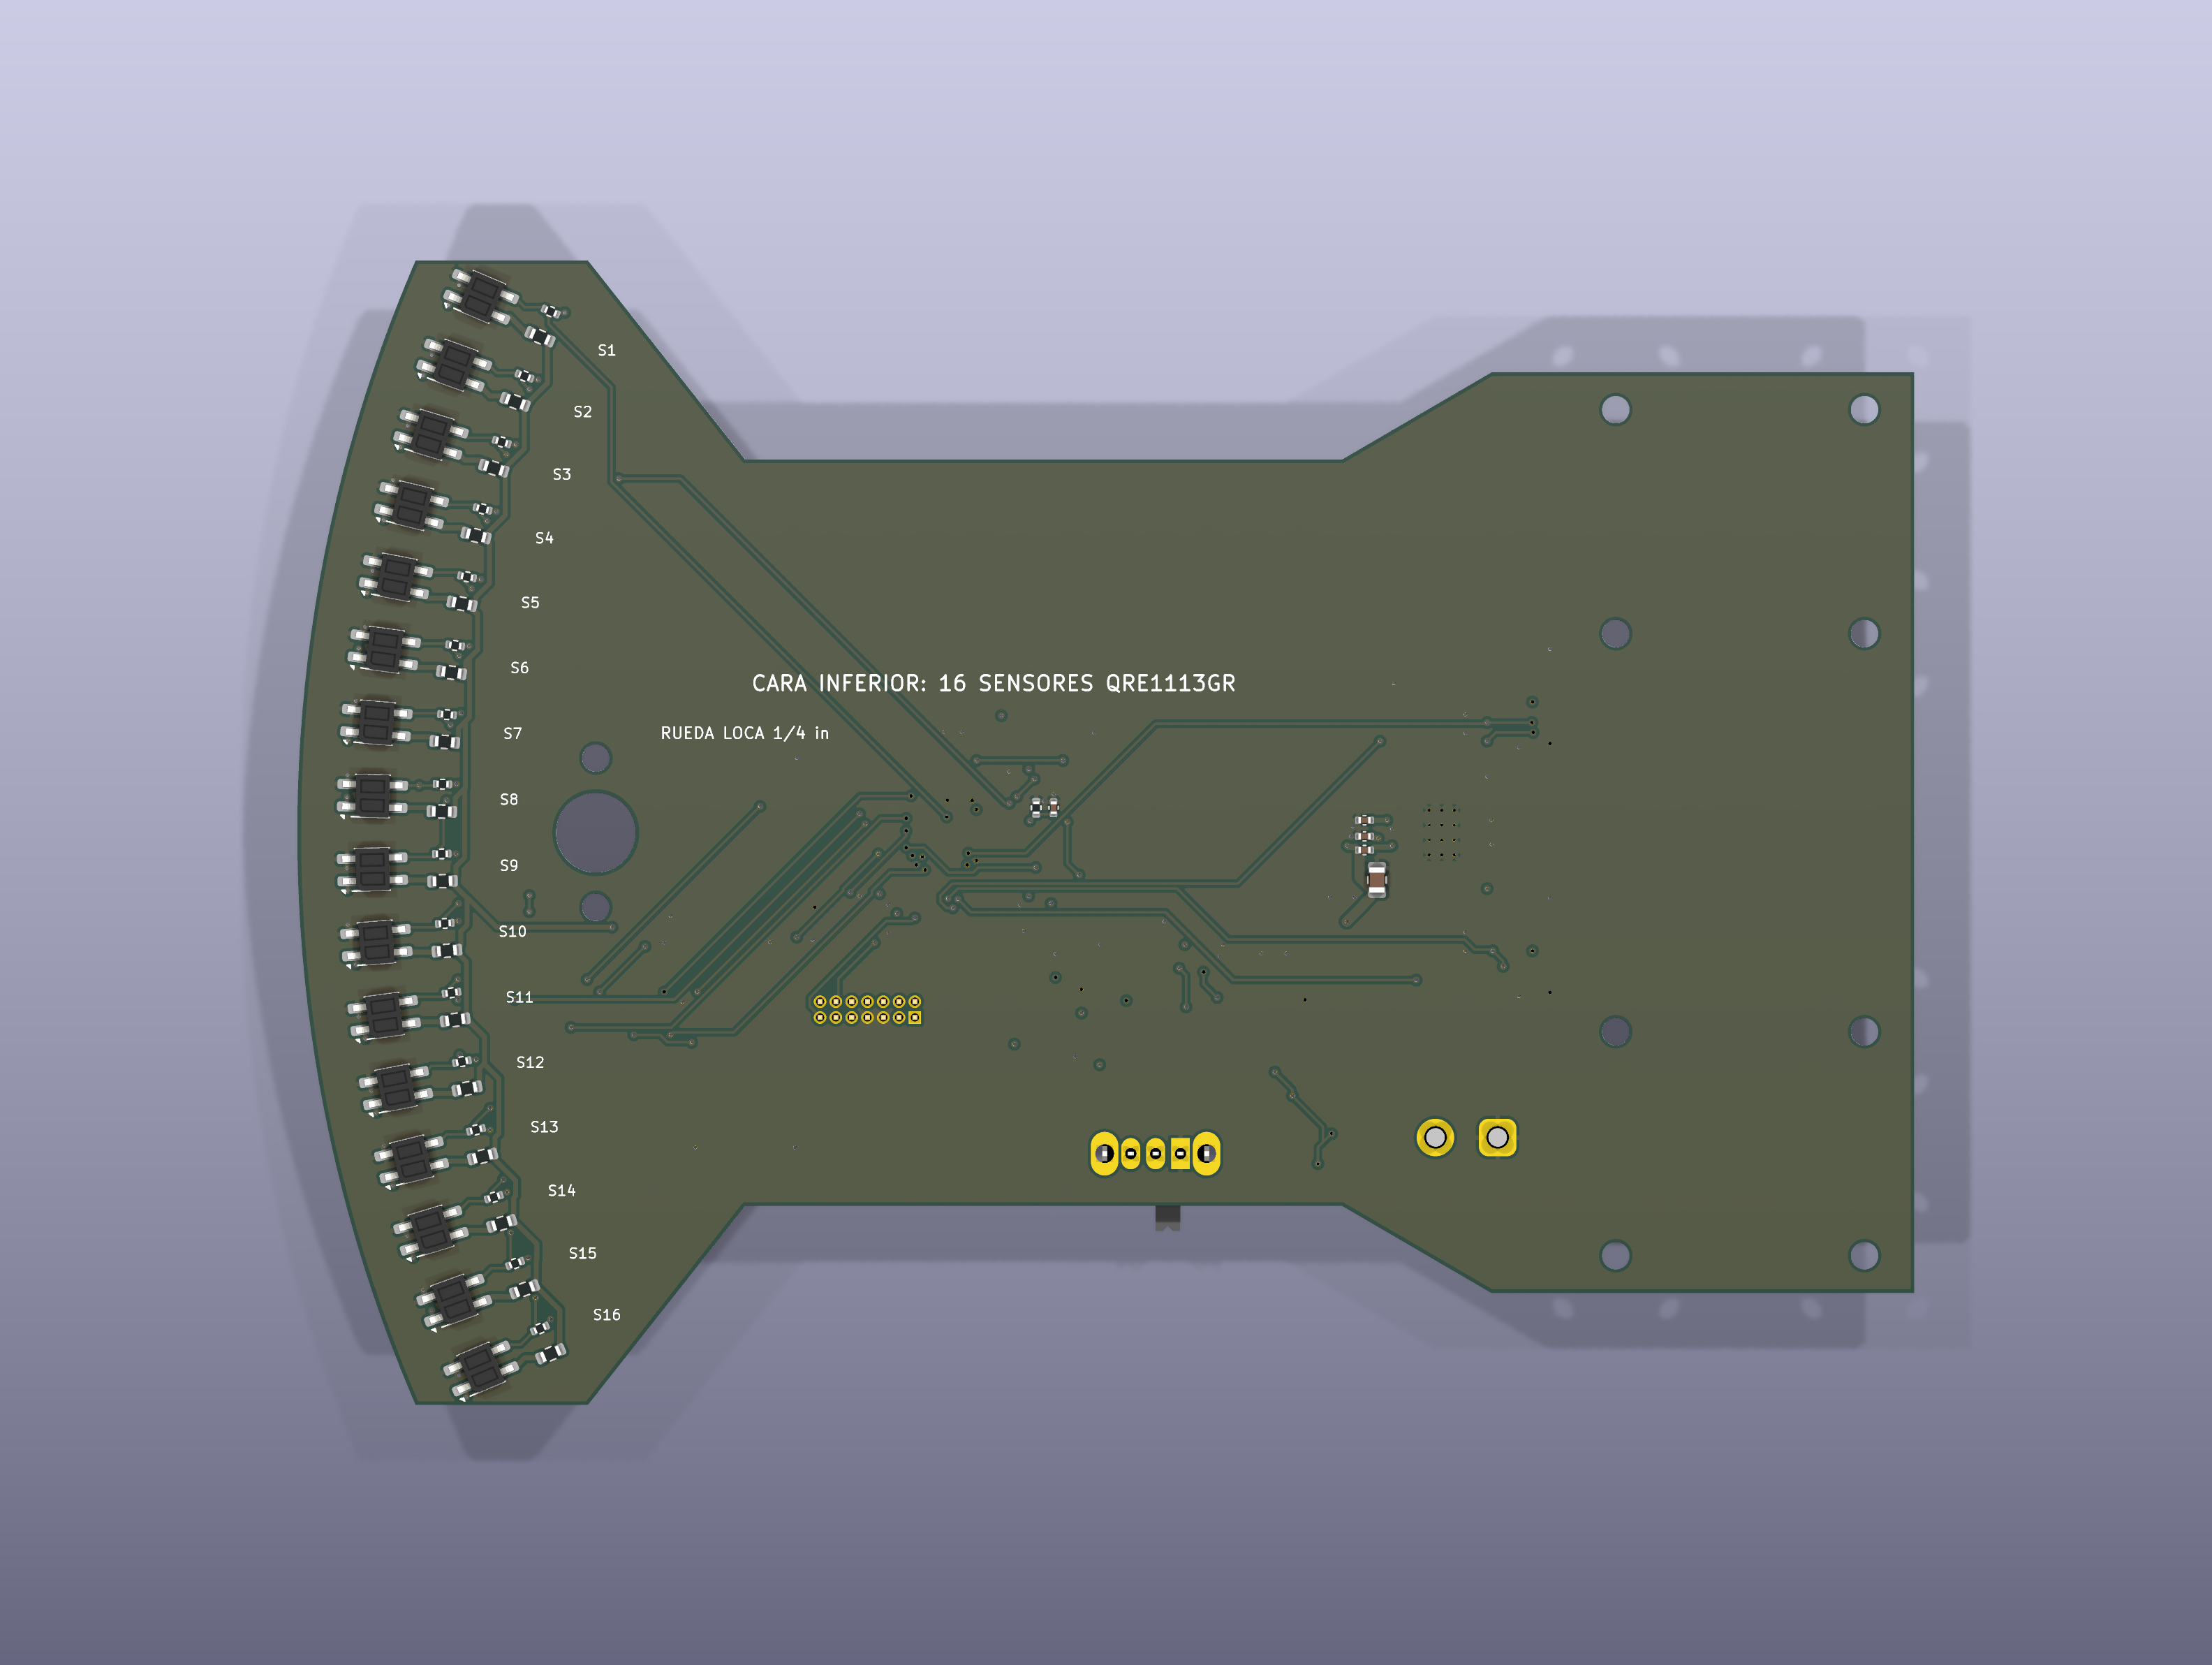 S1
S2
S3
S4
S5
S6
CARA INFERIOR: 16 SENSORES QRE1113GR
RUEDA LOCA 1/4 in
S7
S8
S9
S10
S11
S12
S13
S14
S15
S16